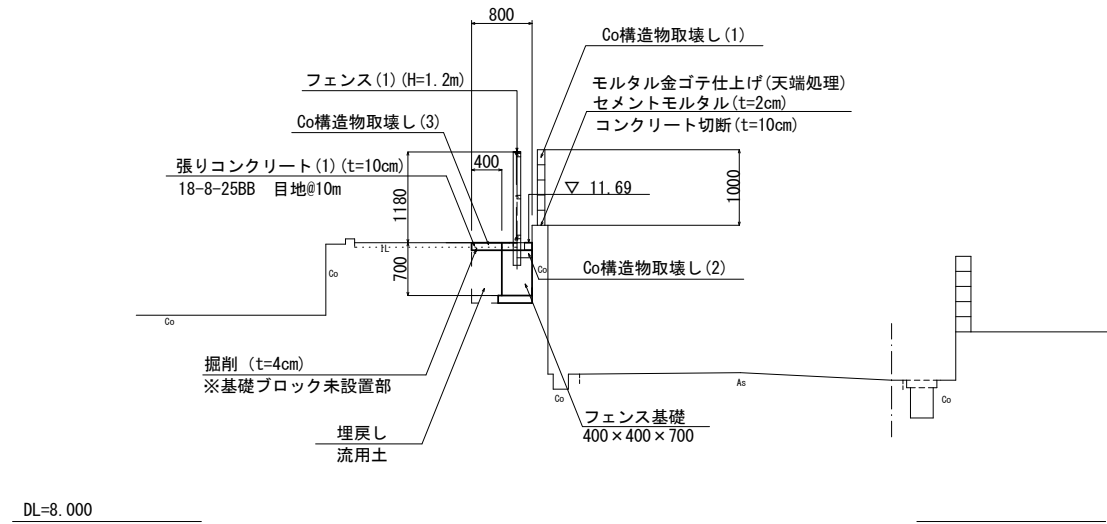 800
Co構造物取壊し(1)
フェンス(1)(H=1.2m)
モルタル金ゴテ仕上げ(天端処理)
セメントモルタル(t=2cm)
コンクリート切断(t=10cm)
Co構造物取壊し(3)
張りコンクリート(1)(t=10cm)
18-8-25BB 目地@10m
400
▽ 11.69
1000
1180
700
Co
Co
Co構造物取壊し(2)
Co
掘削 (t=4cm)
※基礎ブロック未設置部
As
Co
Co
フェンス基礎
400×400×700
埋戻し
流用土
DL=8.000